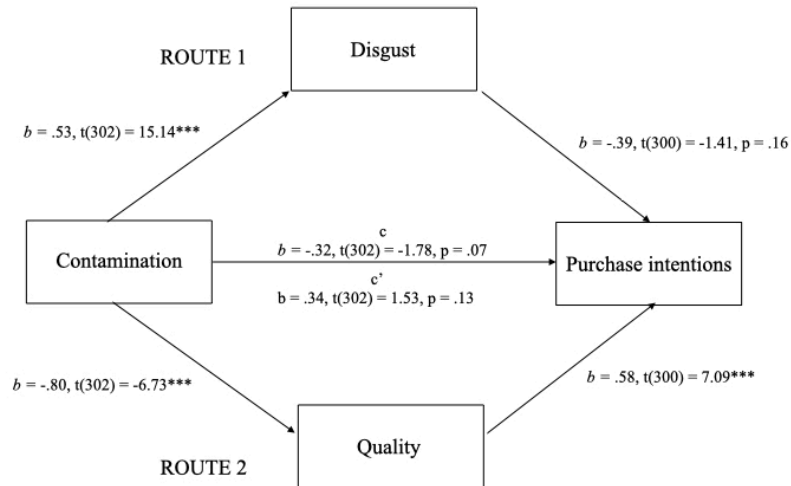 Disgust
ROUTE 1
b = .53, t(302) = 15.14***
b = -.39, t(300) = -1.41, p = .16
c
b = -.32, t(302) = -1.78, p = .07
Contamination
Purchase intentions
c’
b = .34, t(302) = 1.53, p = .13
b = -.80, t(302) = -6.73***
b = .58, t(300) = 7.09***
Quality
ROUTE 2